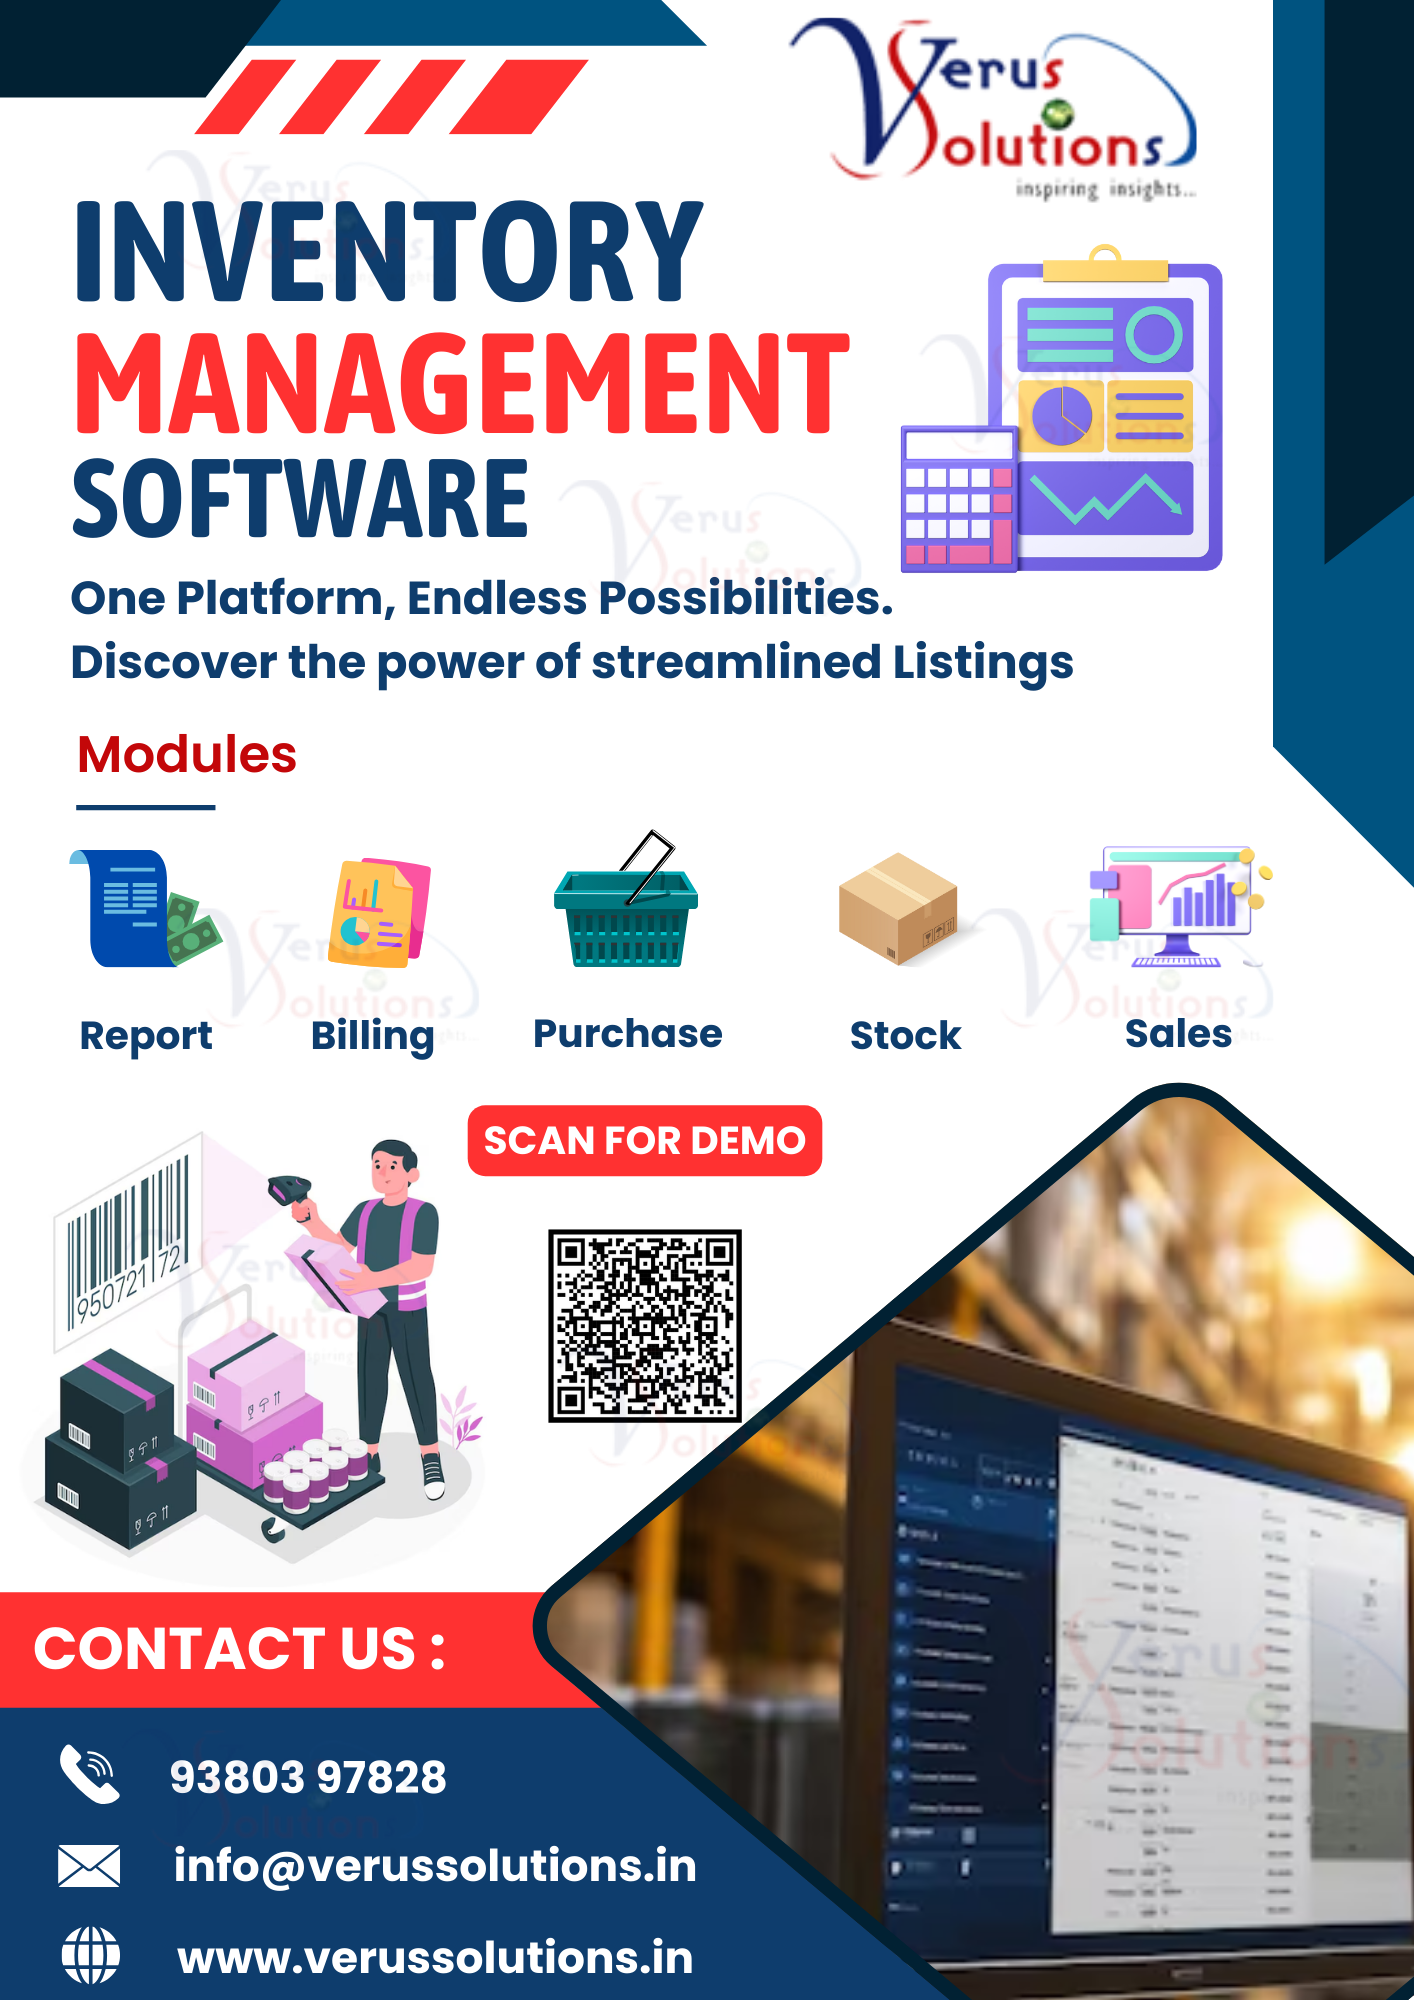 Verus
Solutions
inspiring insights...
INVENTORY
MANAGEMENT
SOFTWARE
One Platform, Endless Possibilities.
Discover the power of streamlined Listings
Modules
Report
Billing
Purchase
Stock
Sales
SCAN FOR DEMO
950721172
CONTACT US :
93803 97828
info@verussolutions.in
www.verussolutions.in